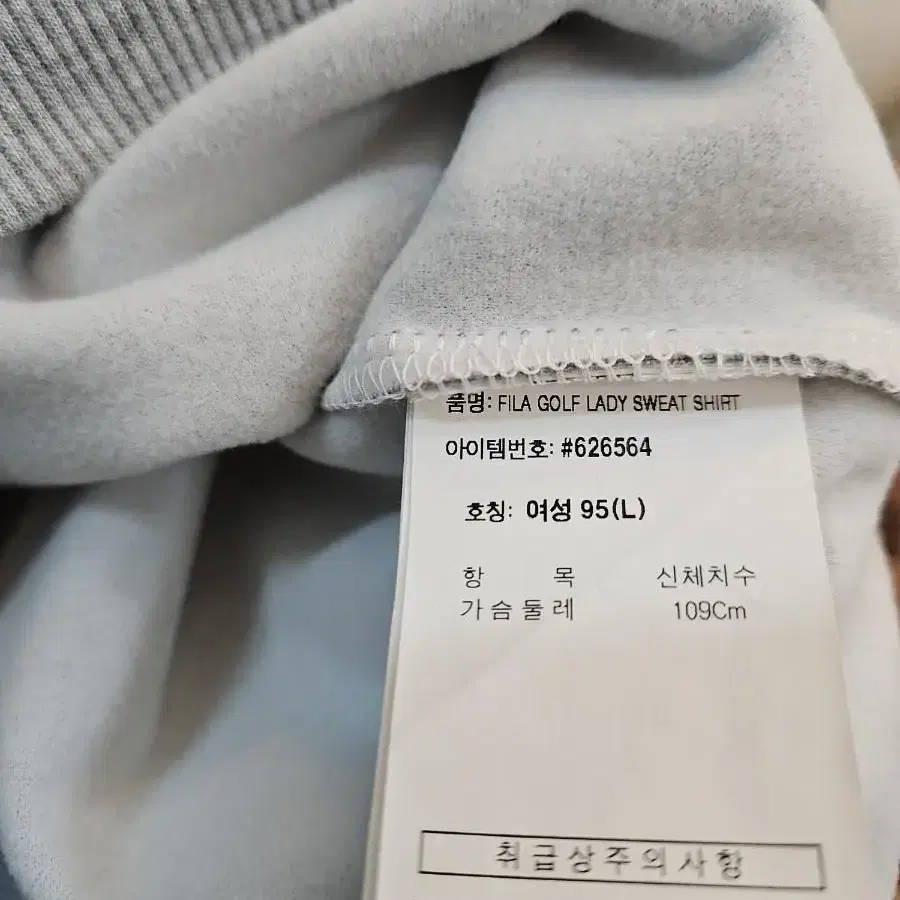 품명: FILA GOLF LADY SWEAT SHIRT
아이템번호: #626564
호칭: 여성 95(L)
항 목 신체치수
가슴둘레 109Cm
취급상주의사항